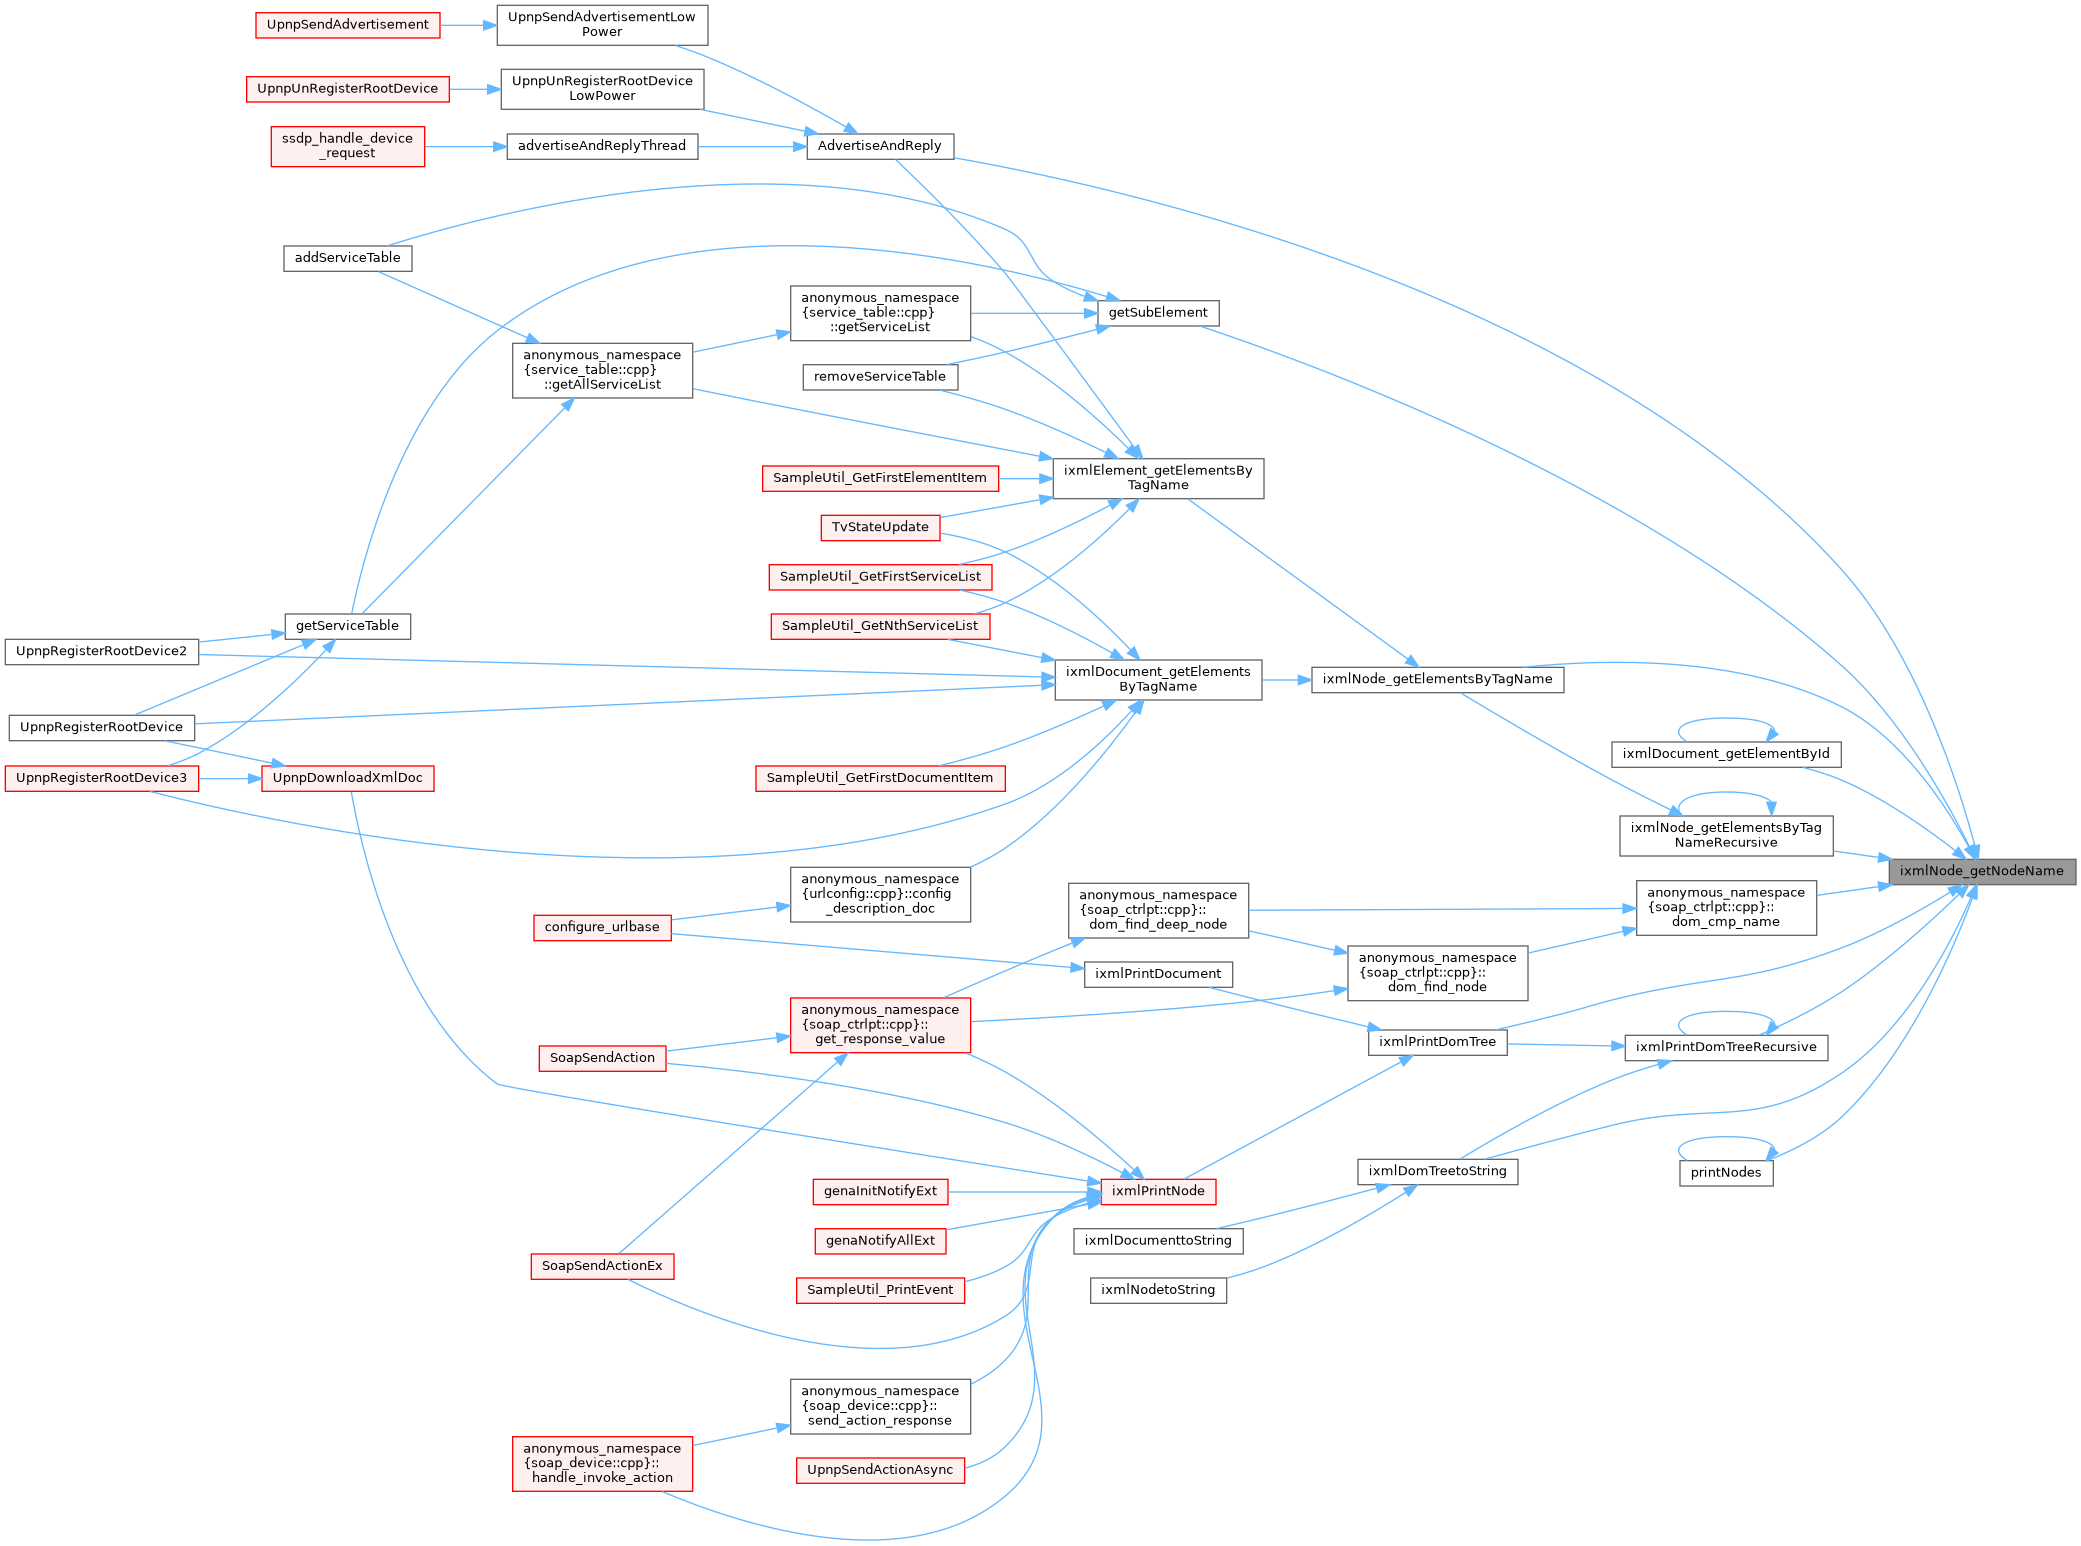 UpnpSendAdvertisement
UpnpSendAdvertisementLow
Power
UpnpUnRegisterRootDevice
UpnpUnRegisterRootDevice
LowPower
ssdp_handle_device
_request
advertiseAndReplyThread
AdvertiseAndReply
addServiceTable
anonymous_namespace
{service_table::cpp}
::getServiceList
getSubElement
anonymous_namespace
{service_table::cpp}
::getAllServiceList
removeServiceTable
SampleUtil_GetFirstElementItem
ixmlElement_getElementsBy
TagName
TvStateUpdate
SampleUtil_GetFirstServiceList
SampleUtil_GetNthServiceList
getServiceTable
UpnpRegisterRootDevice2
ixmlDocument_getElements
ByTagName
ixmlNode_getElementsByTagName
UpnpRegisterRootDevice
ixmlDocument_getElementById
UpnpRegisterRootDevice3
UpnpDownloadXmlDoc
SampleUtil_GetFirstDocumentItem
ixmlNode_getElementsByTag
NameRecursive
ixmlNode_getNodeName
anonymous_namespace
{urlconfig::cpp}::config
_description_doc
configure_urlbase
anonymous_namespace
{soap_ctrlpt::cpp}::
dom_find_deep_node
anonymous_namespace
{soap_ctrlpt::cpp}::
dom_cmp_name
anonymous_namespace
{soap_ctrlpt::cpp}::
dom_find_node
ixmlPrintDocument
anonymous_namespace
{soap_ctrlpt::cpp}::
get_response_value
SoapSendAction
ixmlPrintDomTree
ixmlPrintDomTreeRecursive
ixmlDomTreetoString
printNodes
ixmlPrintNode
genaInitNotifyExt
genaNotifyAllExt
ixmlDocumenttoString
SoapSendActionEx
SampleUtil_PrintEvent
ixmlNodetoString
anonymous_namespace
{soap_device::cpp}::
send_action_response
anonymous_namespace
{soap_device::cpp}::
handle_invoke_action
UpnpSendActionAsync